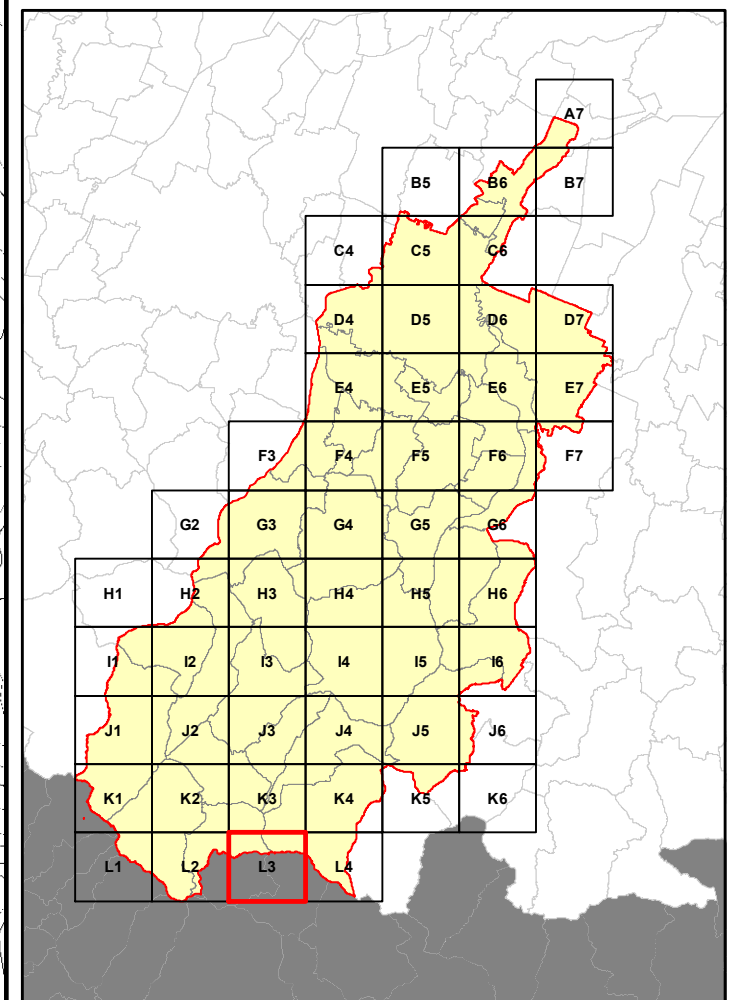 A7
B5 B6 B7
C4 C5 C6
D4 D5 D6 D7
E4 E5 E6 E7
F3 F4 F5 F6 F7
G2 G3 G4 G5 G6
H1 H2 H3 H4 H5 H6
I1 I2 I3 I4 I5 I6
J1 J2 J3 J4 J5 J6
K1 K2 K3 K4 K5 K6
L1 L2 L3 L4